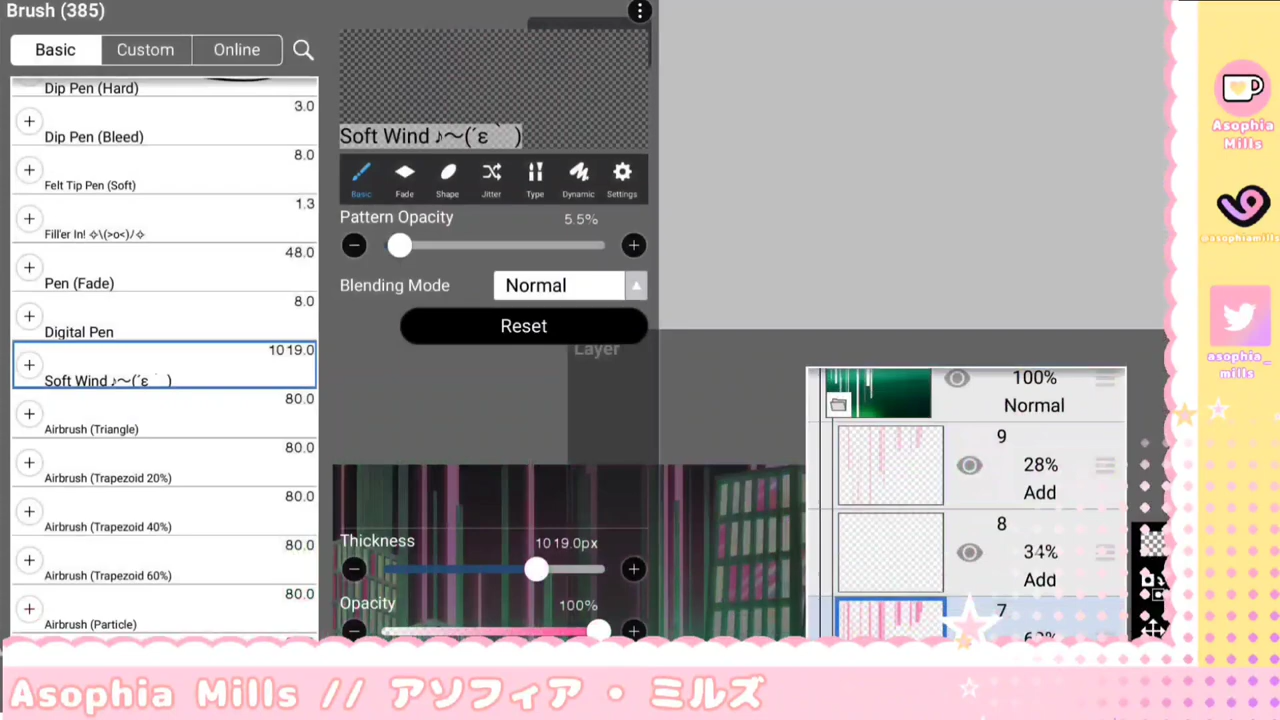 Brush (385)
Basic
Custom
Online
Dip Pen (Hard)
3.0
Dip Pen (Bleed)
8.0
Felt Tip Pen (Soft)
1.3
Fill'er In! ✧\(>o<)ﾉ✧
48.0
Pen (Fade)
8.0
Digital Pen
1019.0
Soft Wind ♪〜(´ε｀ )
80.0
Airbrush (Triangle)
80.0
Airbrush (Trapezoid 20%)
80.0
Airbrush (Trapezoid 40%)
80.0
Airbrush (Trapezoid 60%)
80.0
Airbrush (Particle)
Soft Wind ♪〜(´ε｀ )
Basic
Fade
Shape
Jitter
Type
Dynamic
Settings
Pattern Opacity
5.5%
Blending Mode
Normal
Reset
Layer
Thickness
1019.0px
Opacity
100%
100%
Normal
9
28%
Add
8
34%
Add
7
Asophia
Mills
@asophiamills
asophia_
mills
Asophia Mills // アソフィア・ミルズ